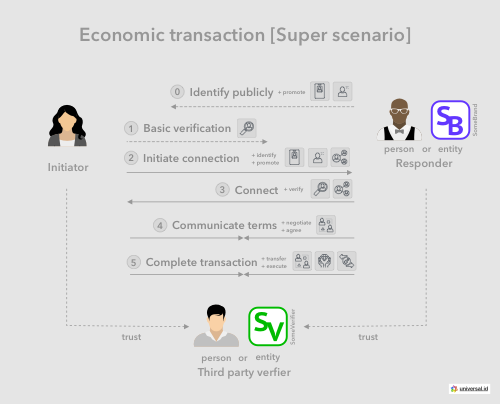 Economic transaction [Super scenario]
0 Identify publicly + promote
1 Basic verification
2 Initiate connection + identify + promote
3 Connect + verify
4 Communicate terms + negotiate + agree
5 Complete transaction + transfer + execute
Initiator
SB
SomeBrand
person or entity
Responder
trust
trust
SV
SomeVerifier
person or entity
Third party verfier
universal.id